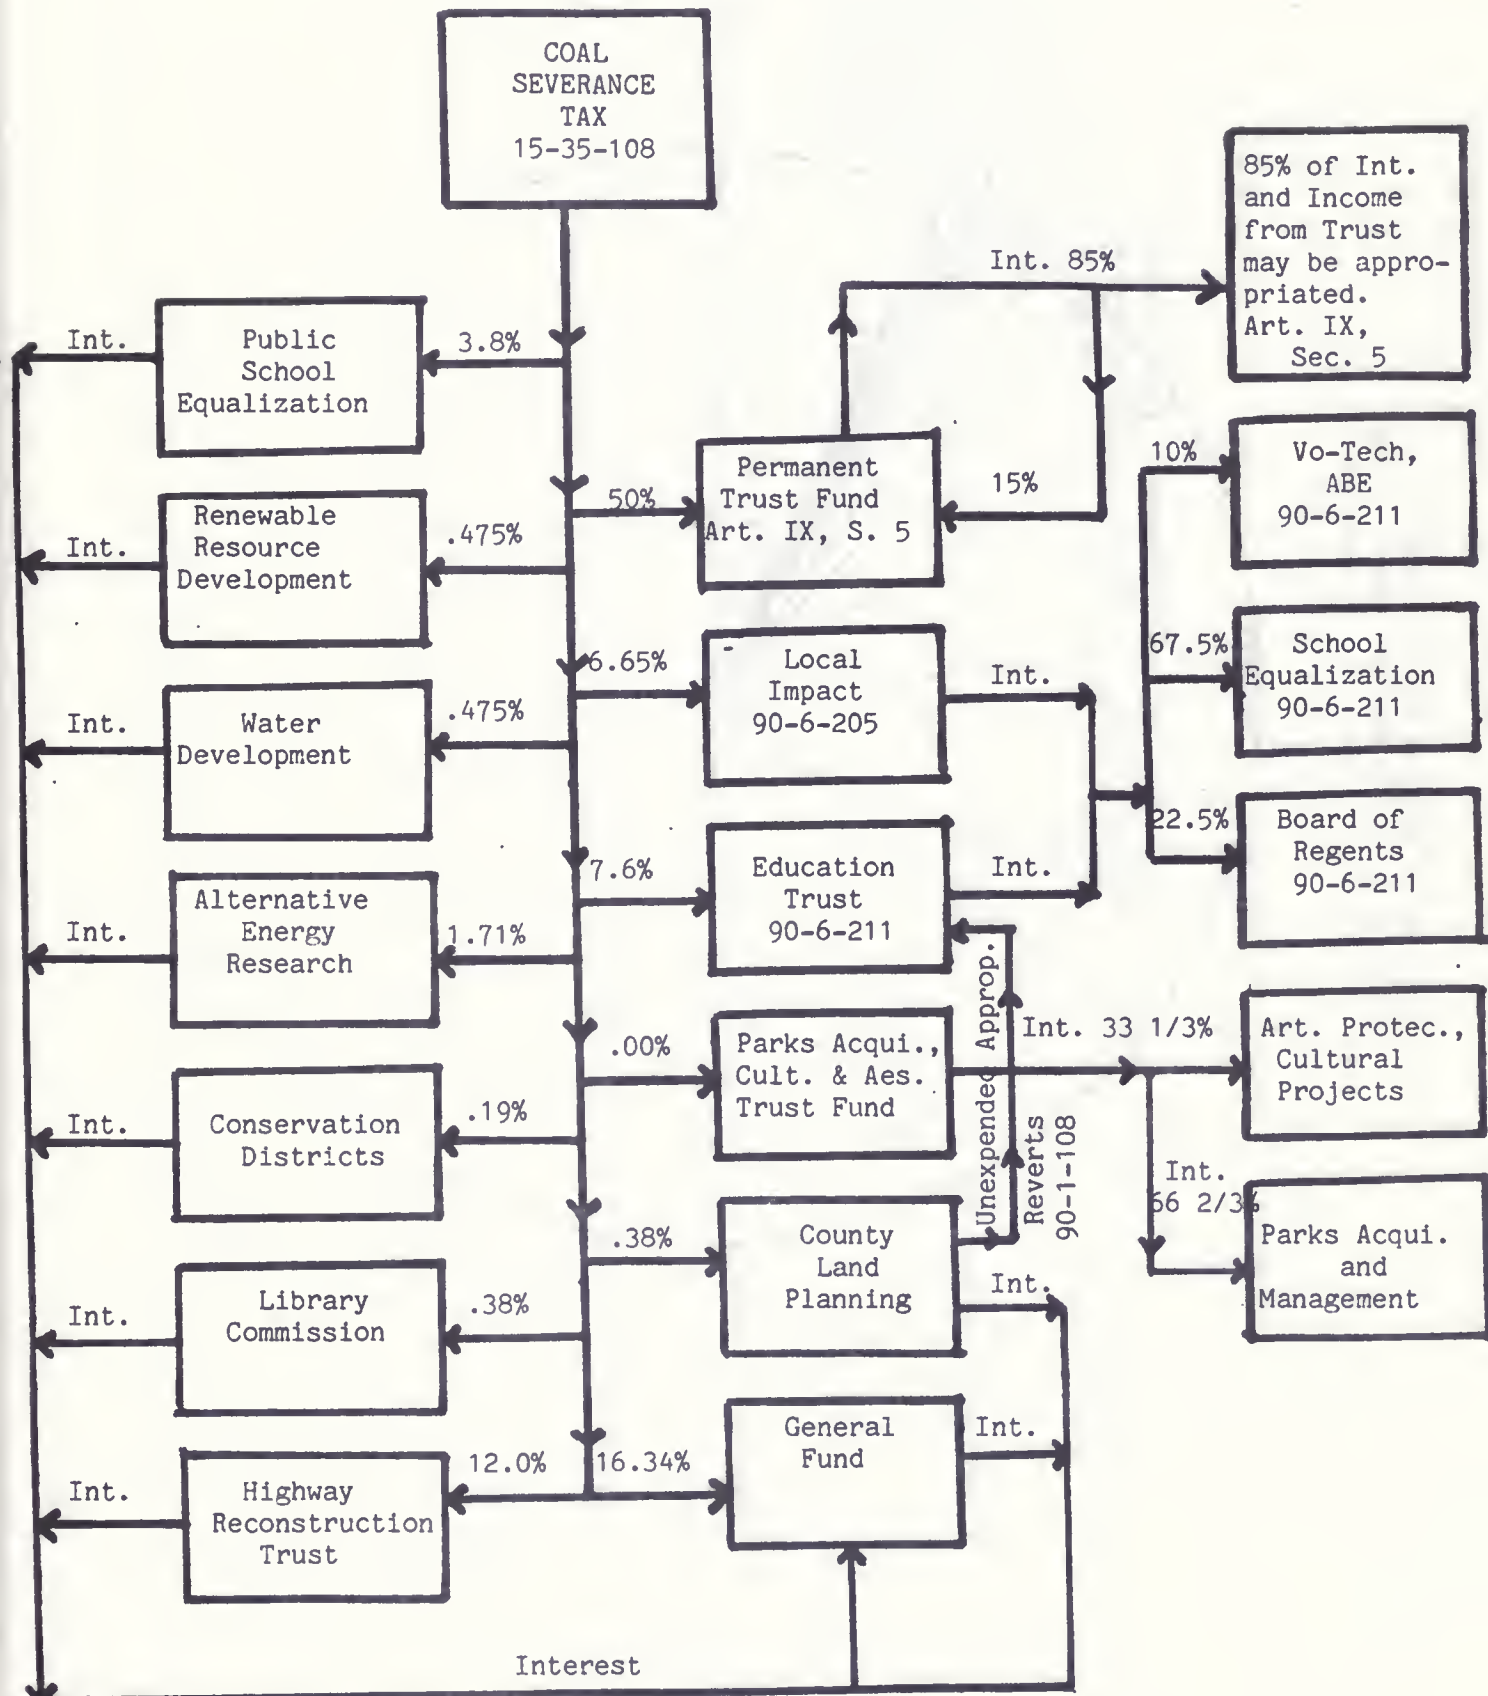 COAL
SEVERANCE
TAX
15-35-108
85% of Int.
and Income
from Trust
may be appro-
priated.
Art. IX,
Sec. 5
Int. 85%
15%
Int.
Public
School
Equalization
3.8%
50%
Permanent
Trust Fund
Art. IX, S. 5
10%
Vo-Tech,
ABE
90-6-211
Int.
Renewable
Resource
Development
.475%
6.65%
Local
Impact
90-6-205
Int.
67.5%
School
Equalization
90-6-211
Int.
Water
Development
.475%
7.6%
Education
Trust
90-6-211
Int.
22.5%
Board of
Regents
90-6-211
Int.
Alternative
Energy
Research
1.71%
.00%
Parks Acqui.,
Cult. & Aes.
Trust Fund
Unexpended Approp.
Reverts
90-1-108
Int. 33 1/3%
Art. Protec.,
Cultural
Projects
Int.
Conservation
Districts
.19%
.38%
County
Land
Planning
Int.
Int.
66 2/3%
Parks Acqui.
and
Management
Int.
Library
Commission
.38%
16.34%
General
Fund
Int.
Int.
Highway
Reconstruction
Trust
12.0%
Interest